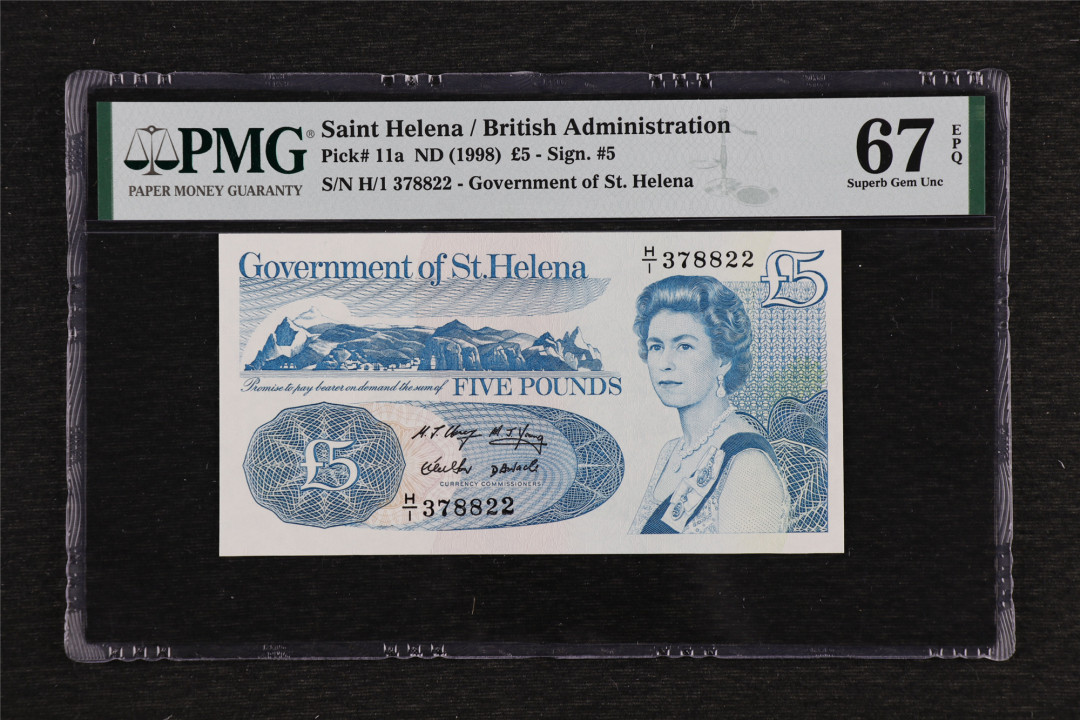 PMG®
PAPER MONEY GUARANTY
Saint Helena / British Administration
Pick# 11a ND (1998) £5 - Sign. #5
S/N H/1 378822 - Government of St. Helena
67 EPQ
Superb Gem Unc
Government of St.Helena
H/1 378822
£5
Promise to pay bearer on demand the sum of FIVE POUNDS
£5
CURRENCY COMMISSIONERS
H/1 378822